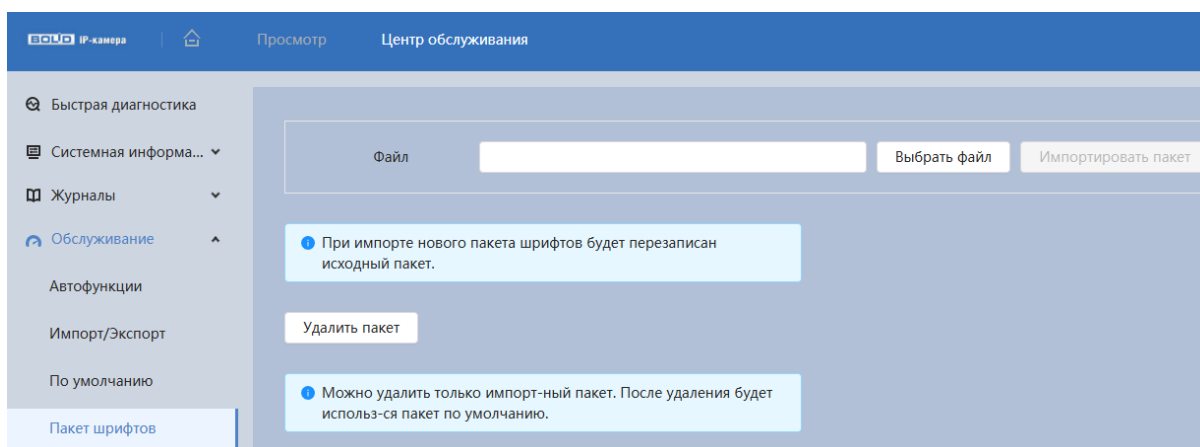 BOLID IP-камера Просмотр Центр обслуживания
Быстрая диагностика
Системная информа...
Журналы
Обслуживание
Автофункции
Импорт/Экспорт
По умолчанию
Пакет шрифтов
Файл Выбрать файл Импортировать пакет
При импорте нового пакета шрифтов будет перезаписан
исходный пакет.
Удалить пакет
Можно удалить только импорт-ный пакет. После удаления будет
использ-ся пакет по умолчанию.